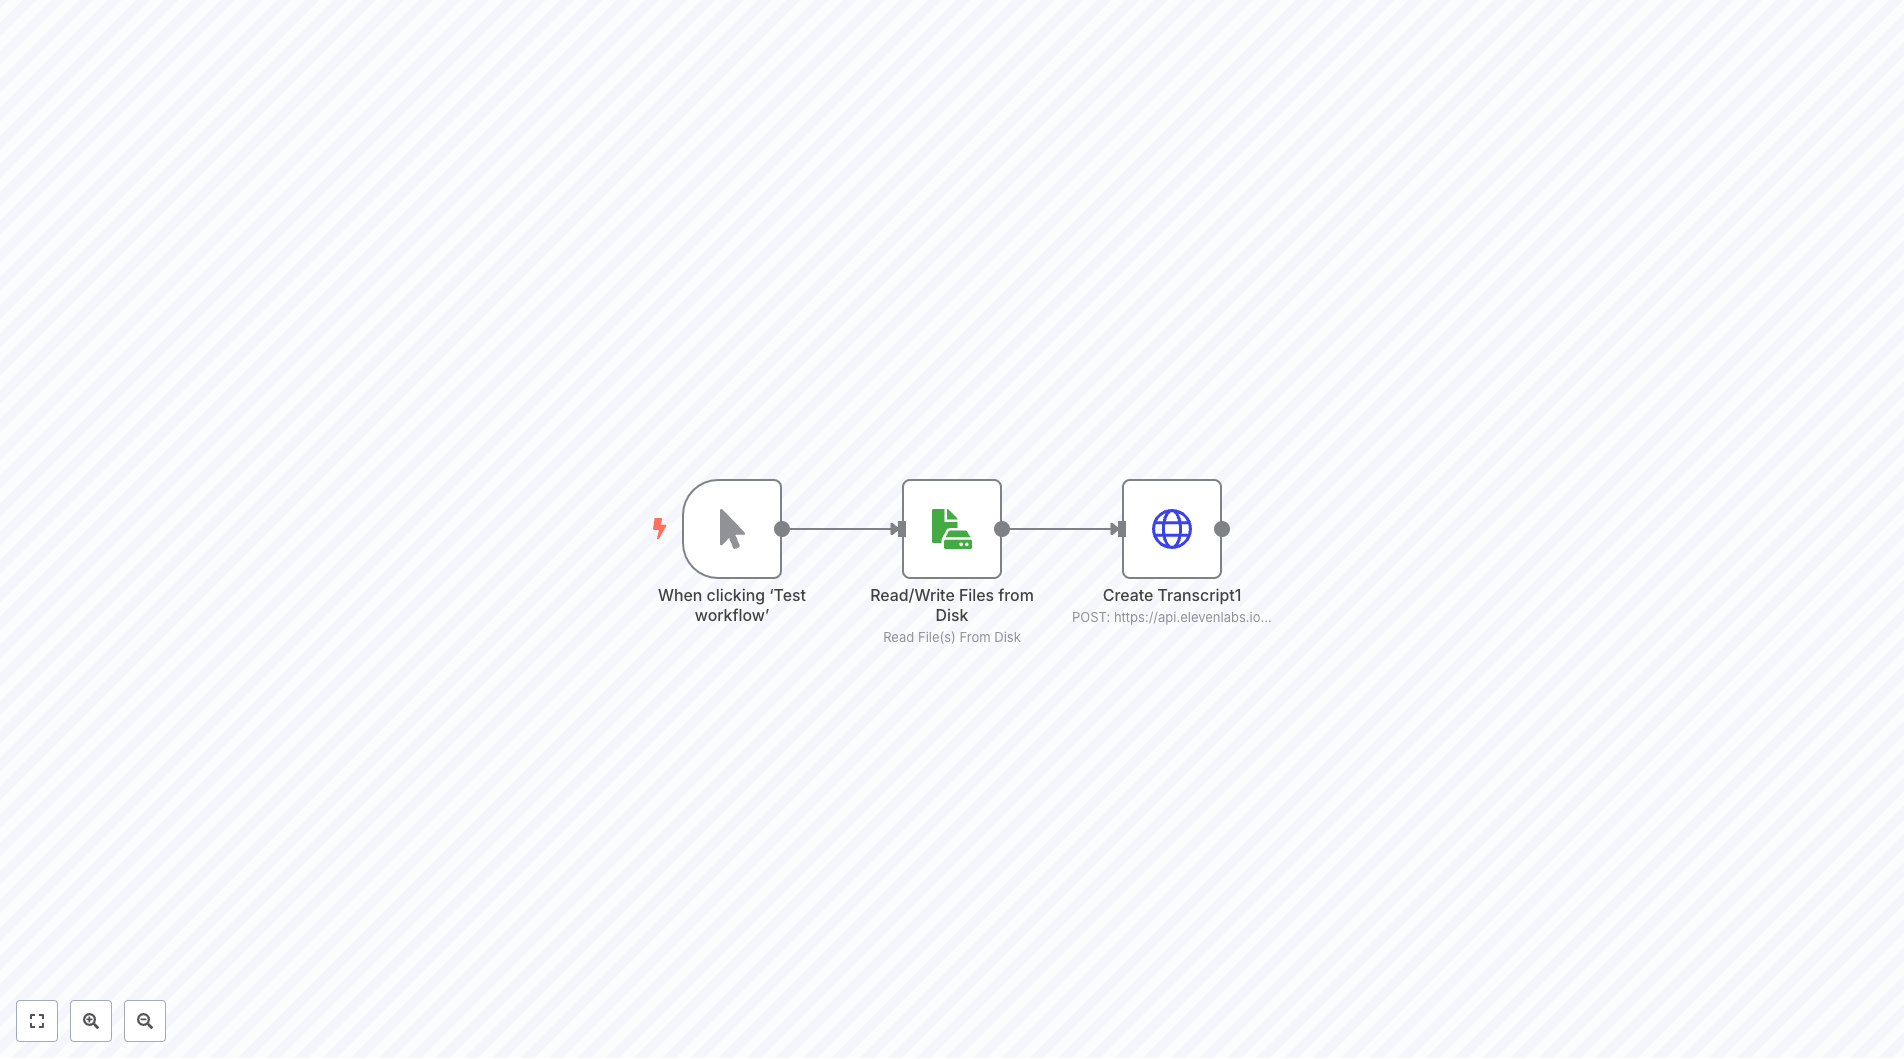 When clicking ‘Test
workflow’
Read/Write Files from
Disk
Read File(s) From Disk
Create Transcript1
POST: https://api.elevenlabs.io...